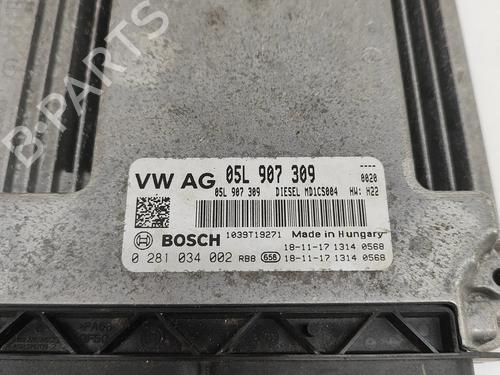 B-PARTS
----
VW AG 05L 907 309 0020
05L 907 309 DIESEL MD1CS004 HW: H22
BOSCH 1039T19271 Made in Hungary
18-11-17 1314 0568
0 281 034 002 RBB 658 18-11-17 1314 0568